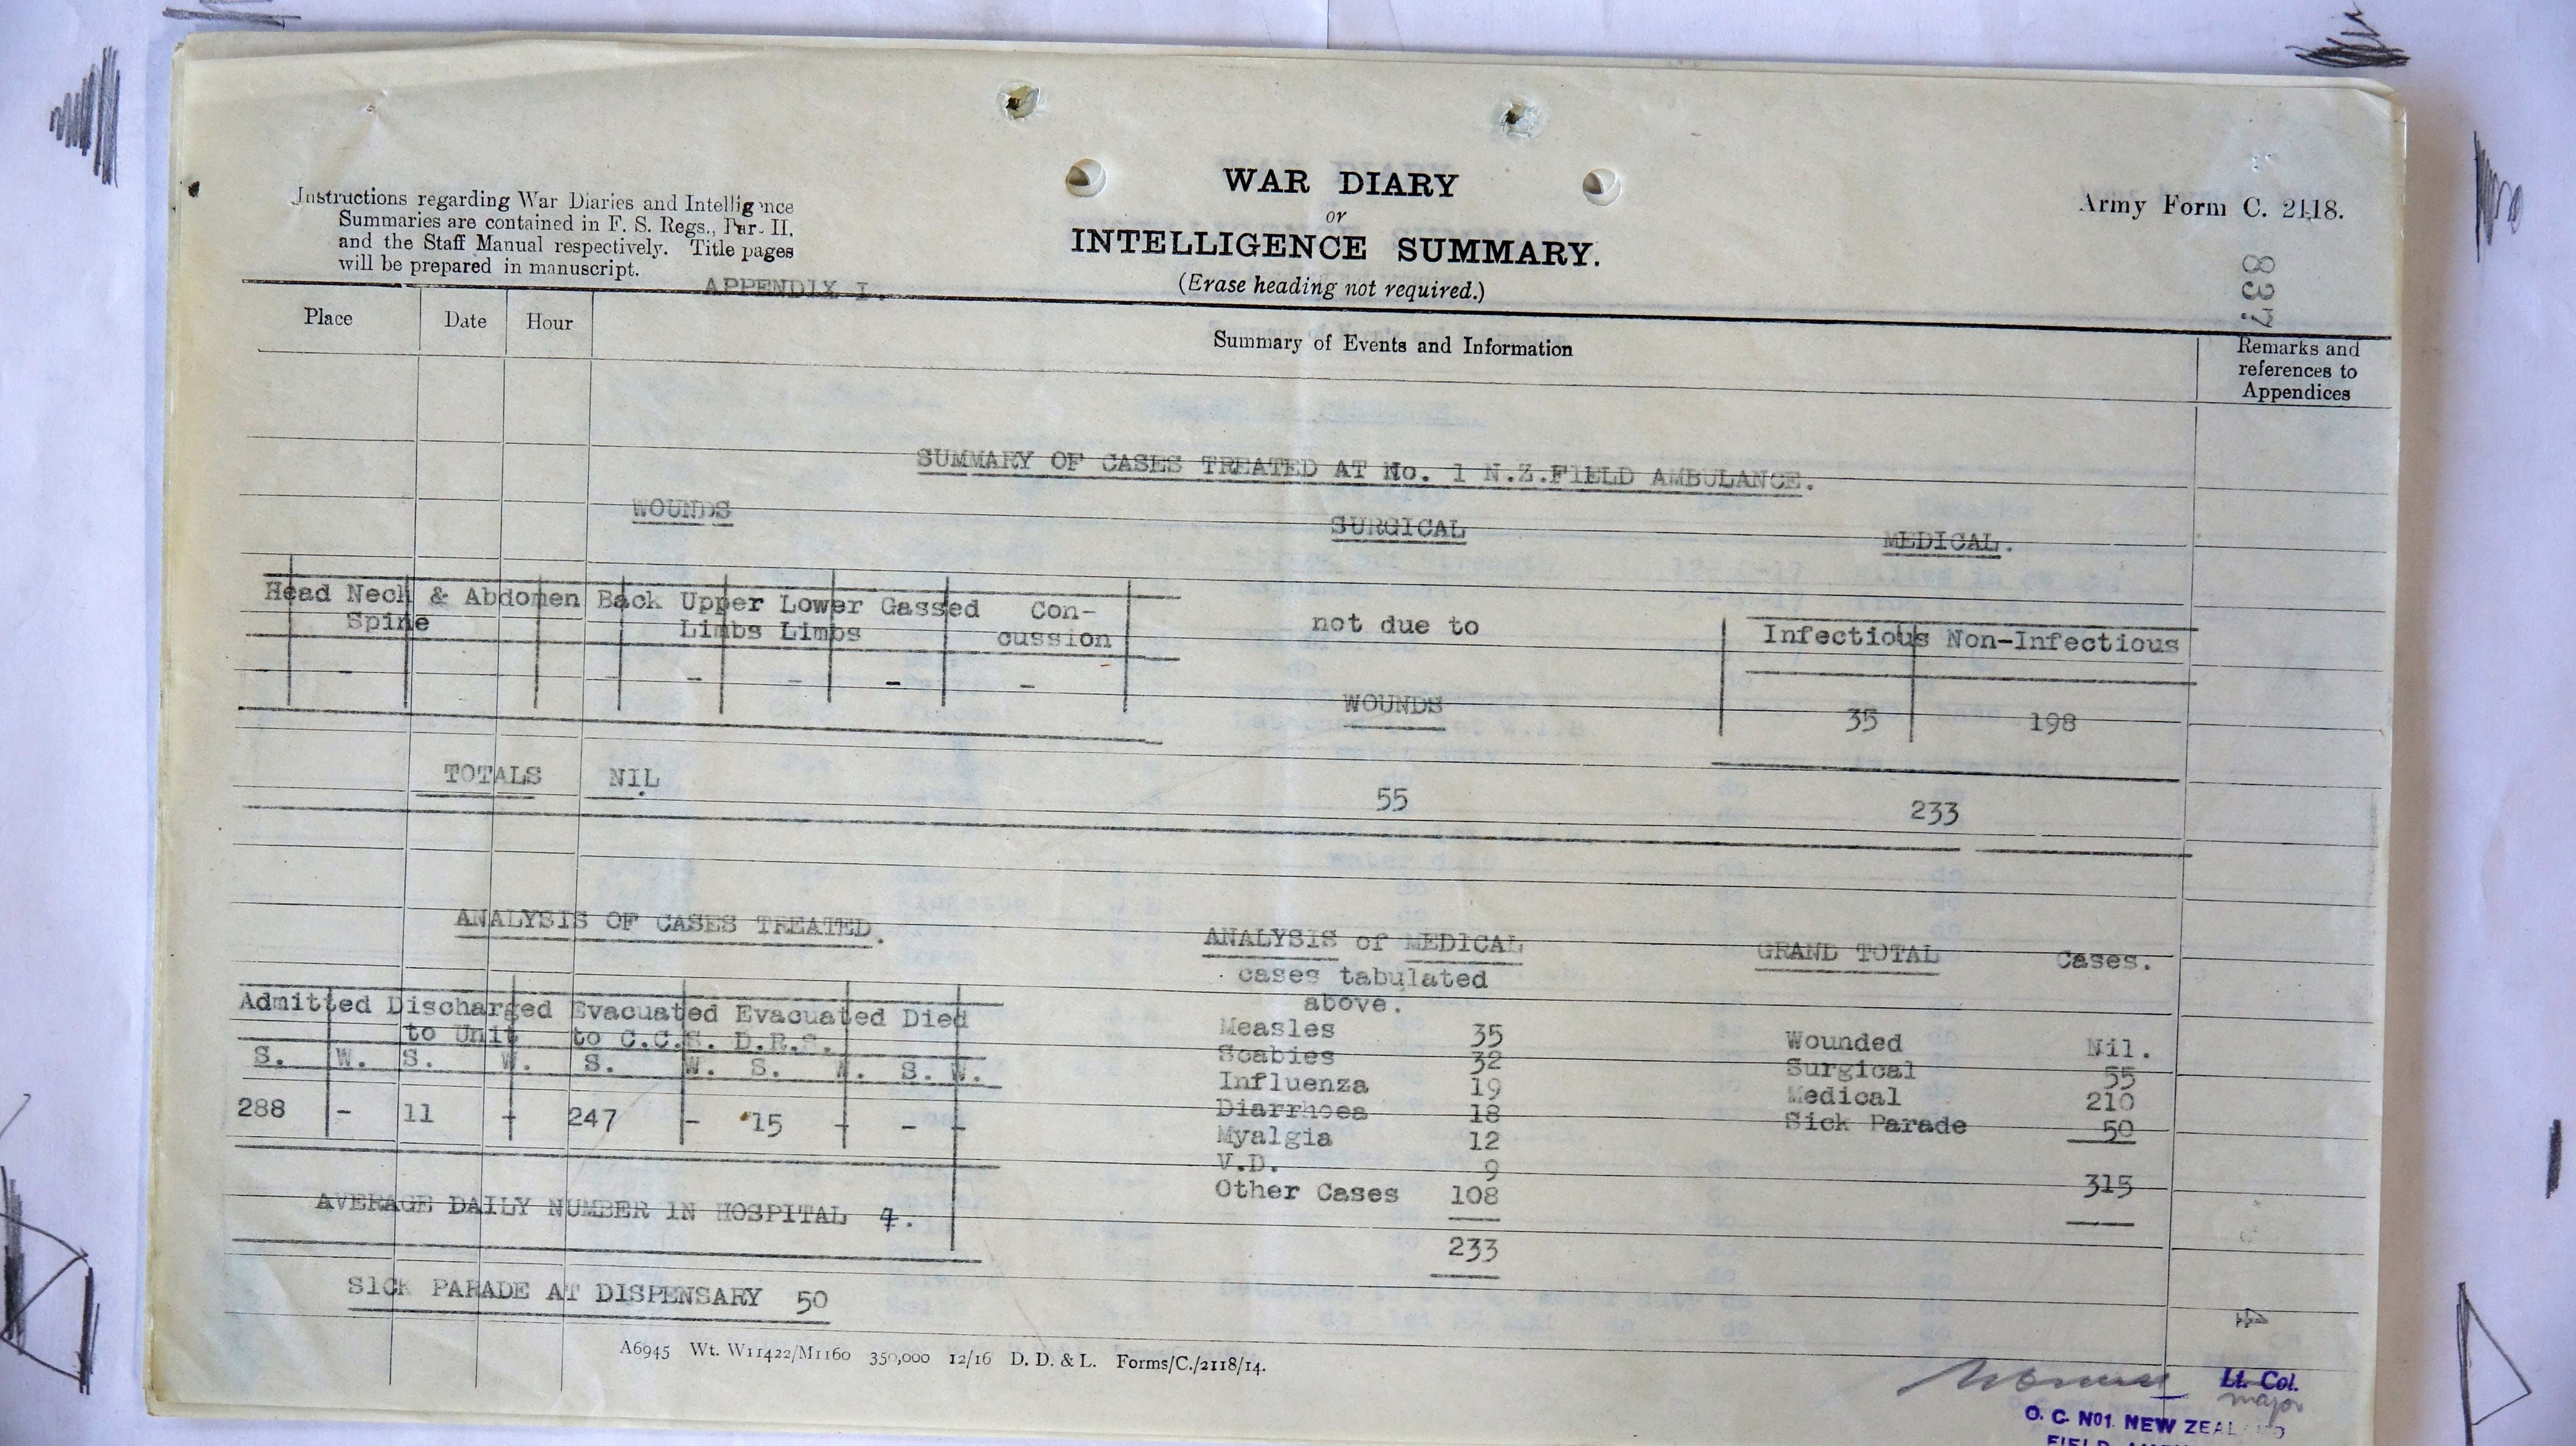 Instructions regarding War Diaries and Intelligence
Summaries are contained in F. S. Regs., Par- II.
and the Staff Manual respectively. Title pages
will be prepared in manuscript.
APPENDIX I.
WAR DIARY
or
INTELLIGENCE SUMMARY.
(Erase heading not required.)
Army Form C. 2118.
Place Date Hour Summary of Events and Information
Remarks and
references to
Appendices
SUMMARY OF CASES TREATED AT No. 1 N.Z.FIELD AMBULANCE.
WOUNDS SURGICAL MEDICAL.
Head Neck & Abdomen Back Upper Lower Gassed Con-
Spine Limbs Limbs cussion
not due to
Infectious Non-Infectious
- - - - -
WOUNDS
35 198
TOTALS NIL 55 233
ANALYSIS OF CASES TREATED.
Admitted Discharged Evacuated Evacuated Died
to Unit to C.C.S. D.R.S.
S. W. S. W. S. W. S. W. S. W.
288 - 11 - 247 - 15 - - -
AVERAGE DAILY NUMBER IN HOSPITAL
SICK PARADE AT DISPENSARY 50
ANALYSIS of MEDICAL
cases tabulated
above.
Measles 35
Scabies 32
Influenza 19
Diarrhoea 18
Myalgia 12
V.D. 9
Other Cases 108
233
GRAND TOTAL Cases.
Wounded Nil.
Surgical 55
Medical 210
Sick Parade 50
315
A6945 Wt. W11422/M1160 350,000 12/16 D. D. & L. Forms/C./2118/14.
4
Lt. Col.
major
O. C. No1. NEW ZEALAND